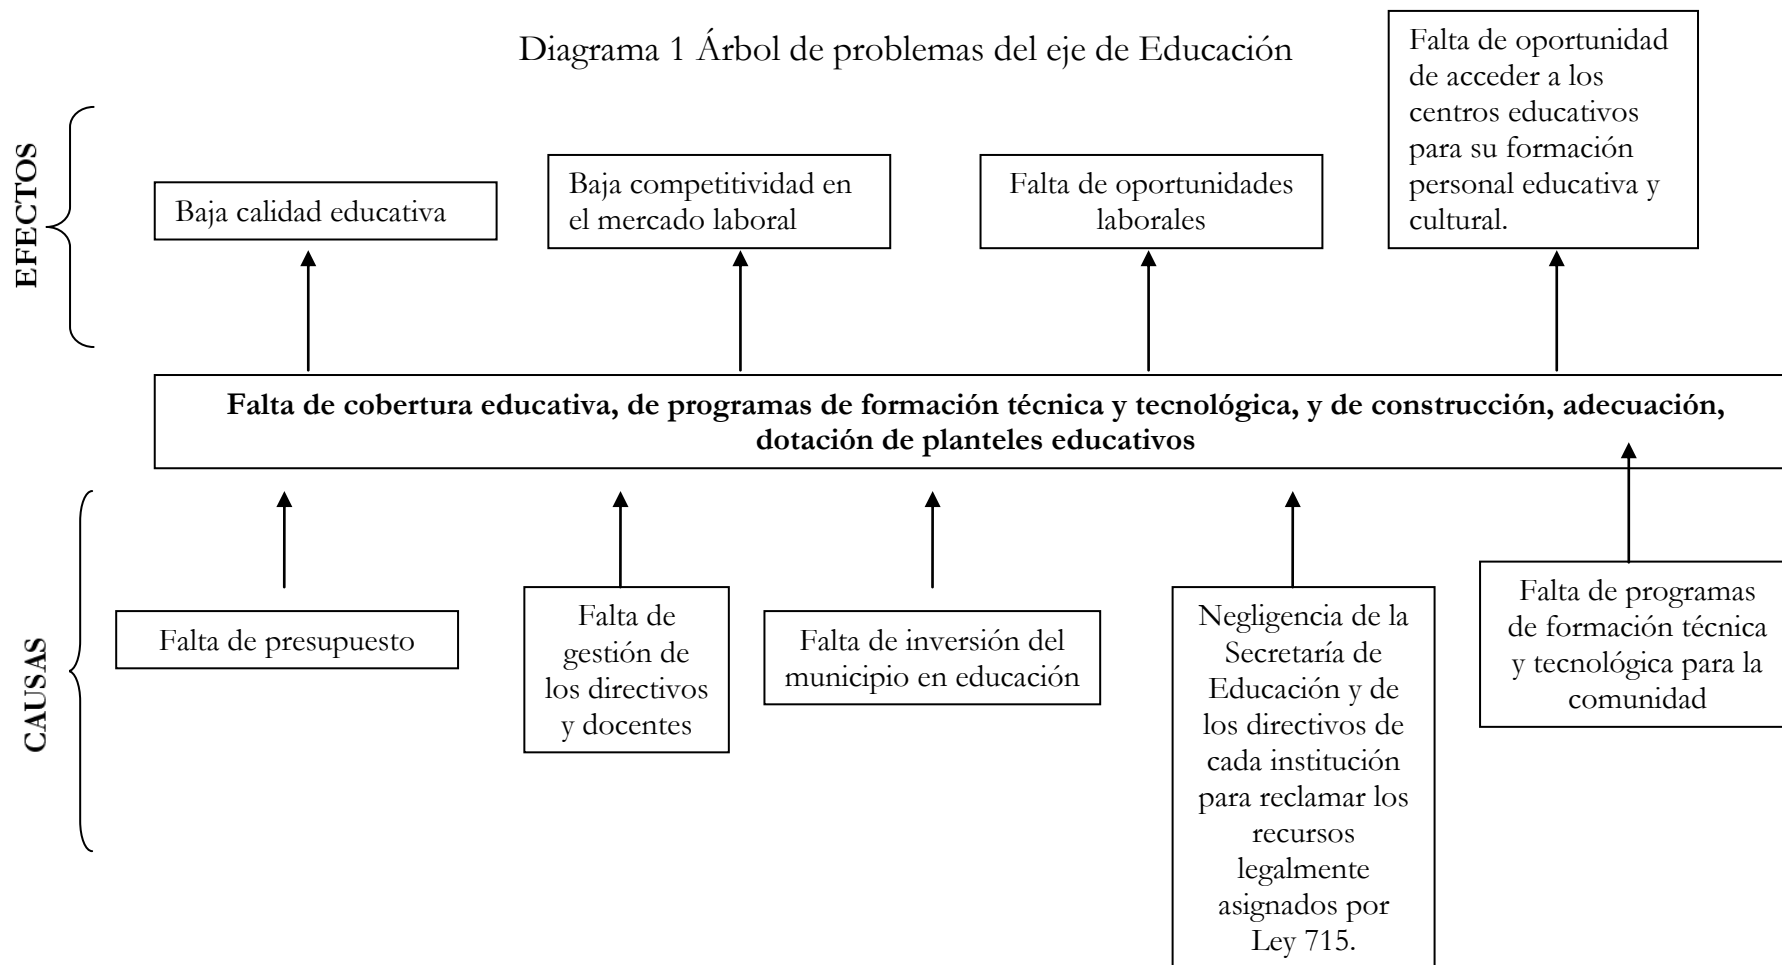 Diagrama 1 Árbol de problemas del eje de Educación
Falta de oportunidad
de acceder a los
centros educativos
para su formación
personal educativa y
cultural.
EFECTOS
Baja calidad educativa
Baja competitividad en
el mercado laboral
Falta de oportunidades
laborales
Falta de cobertura educativa, de programas de formación técnica y tecnológica, y de construcción, adecuación,
dotación de planteles educativos
CAUSAS
Falta de presupuesto
Falta de
gestión de
los directivos
y docentes
Falta de inversión del
municipio en educación
Negligencia de la
Secretaría de
Educación y de
los directivos de
cada institución
para reclamar los
recursos
legalmente
asignados por
Ley 715.
Falta de programas
de formación técnica
y tecnológica para la
comunidad